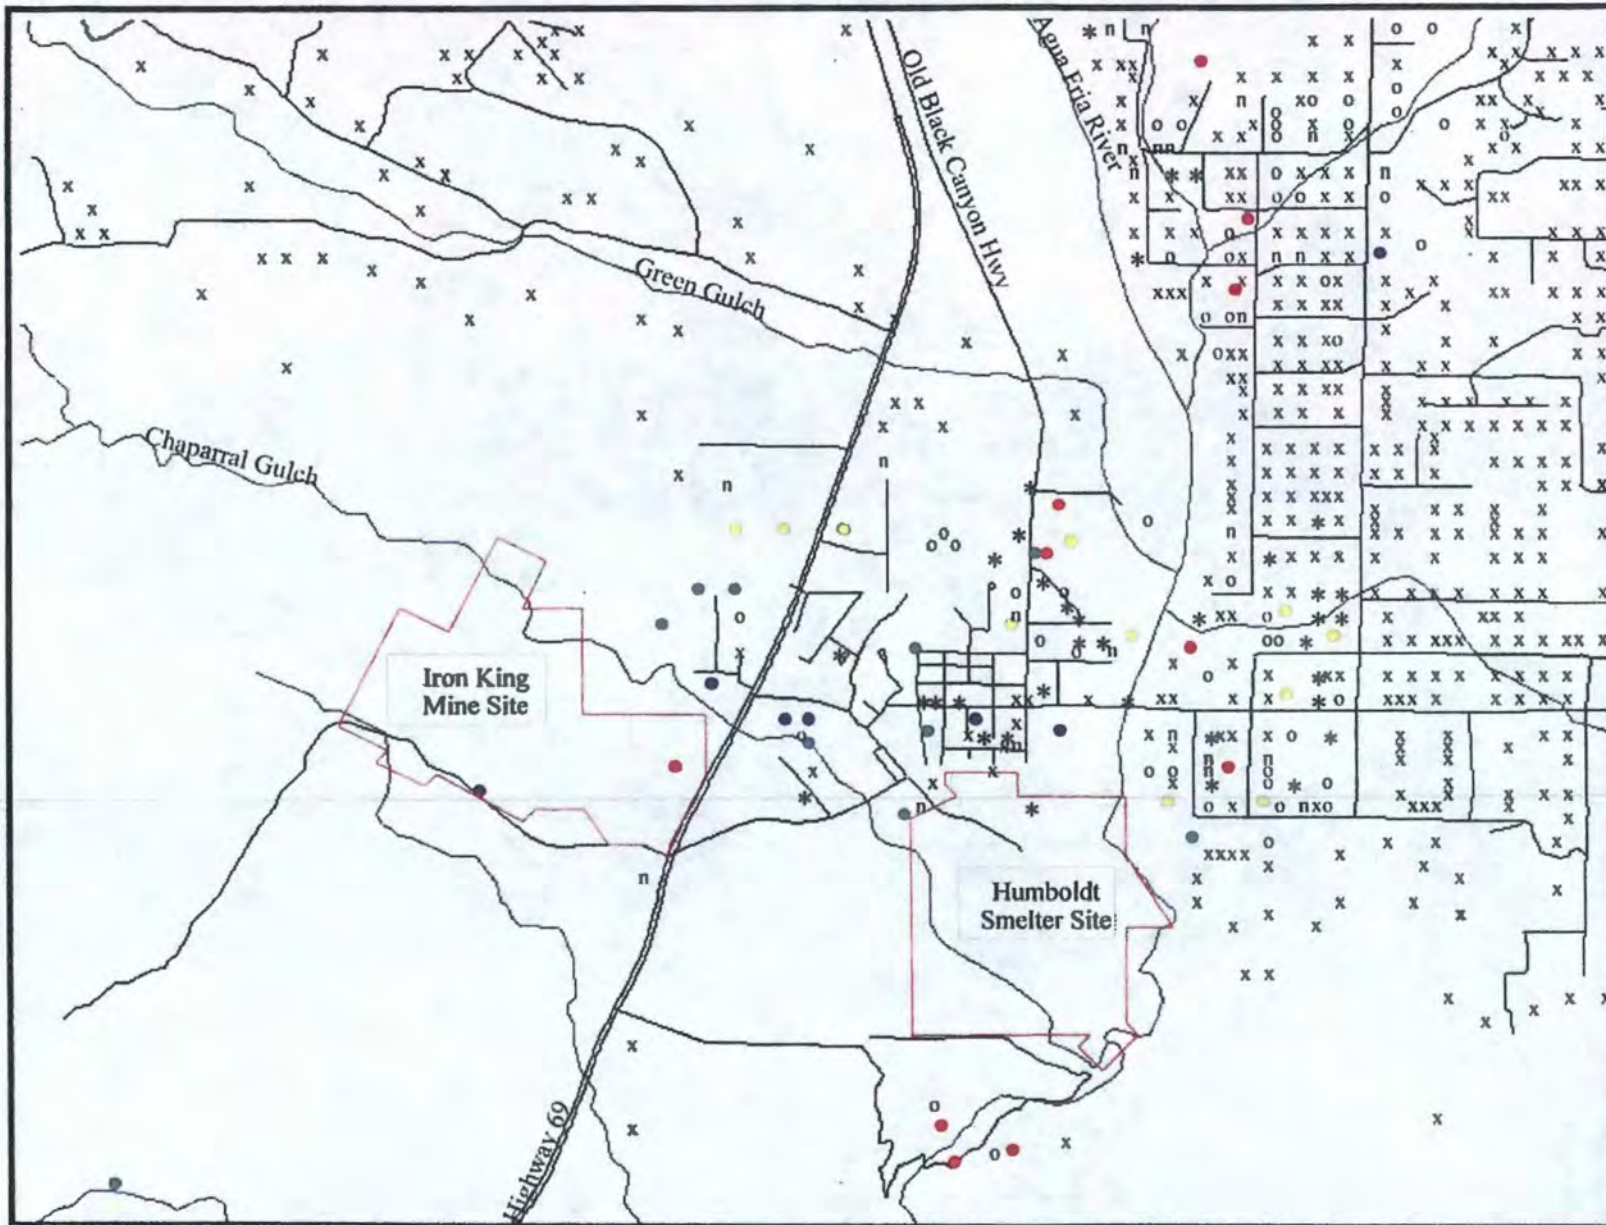 Agua Fria River
Old Black Canyon Hwy
Green Gulch
Chaparral Gulch
Iron King
Mine Site
Humboldt
Smelter Site
Highway 69